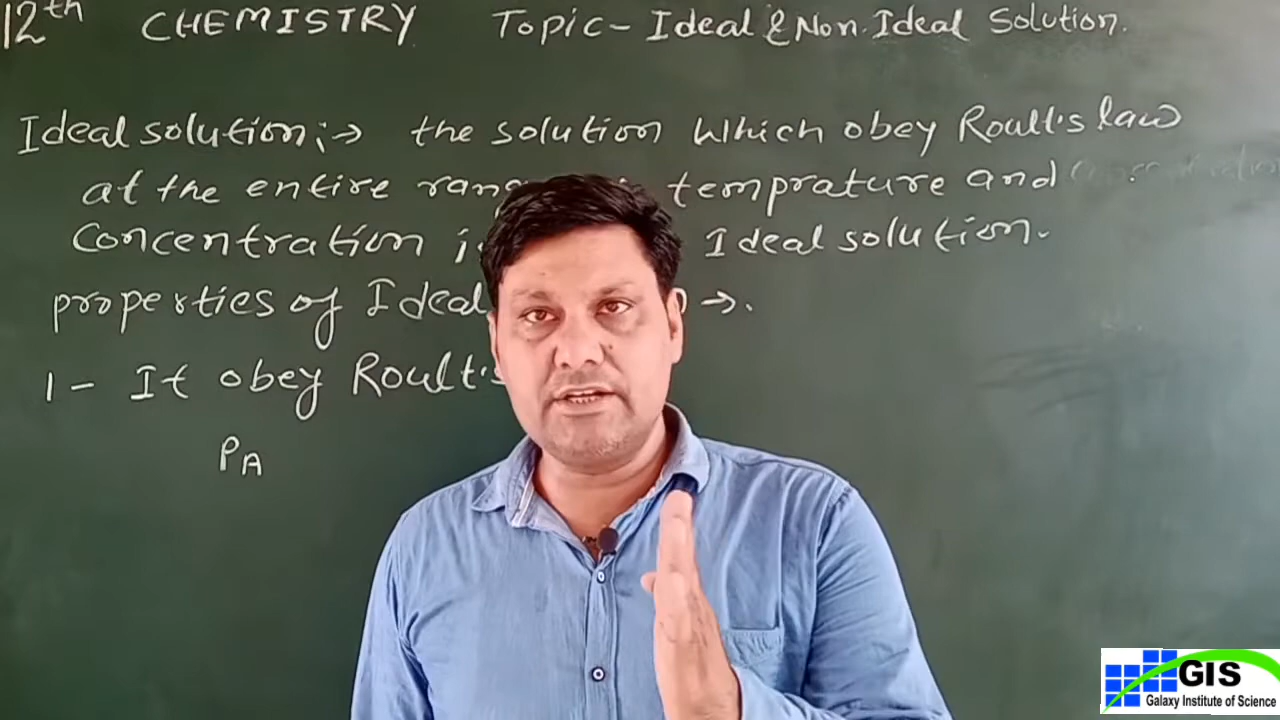 12th CHEMISTRY Topic - Ideal & Non. Ideal Solution.
Ideal solution :→ the solution which obey Roult's law
at the entire temprature and
Concentration Ideal solution.
properties of Ideal →.
1 - It obey Roult's
PA
GIS
Galaxy Institute of Science